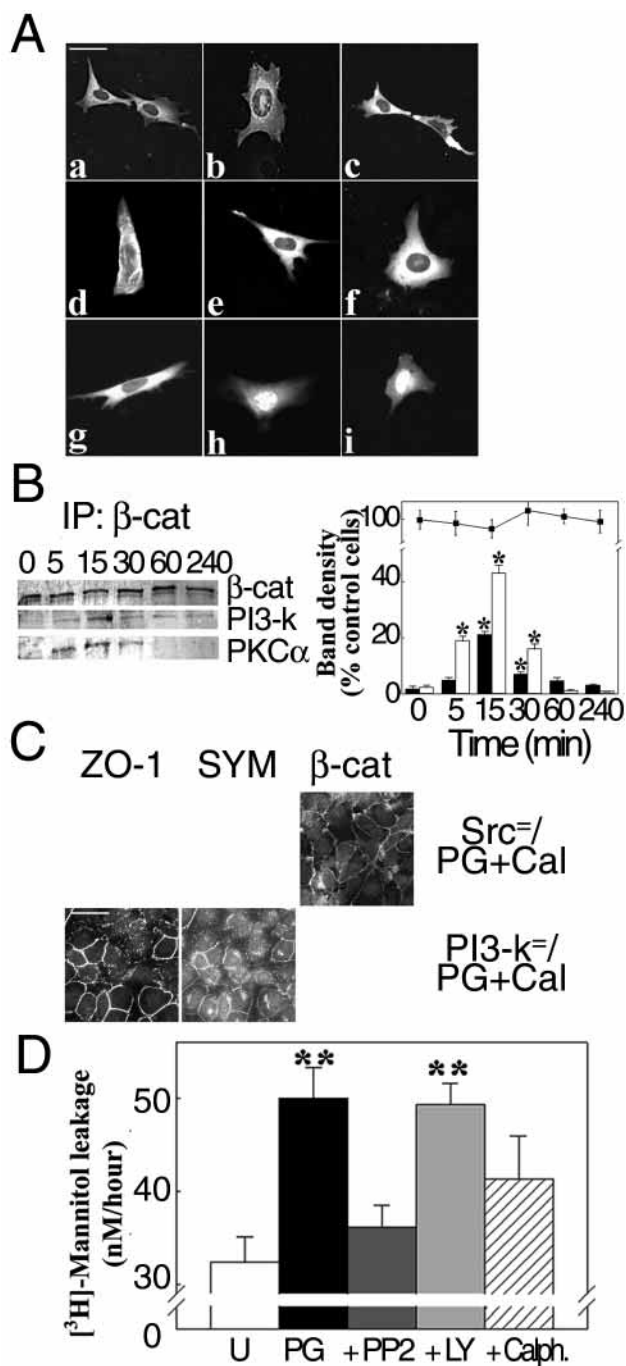 A
a b c
d e f
g h i
B
IP: β-cat
0 5 15 30 60 240
β-cat
PI3-k
PKCα
Band density
(% control cells)
100
40
20
0
* * * * *
0 5 15 30 60 240
Time (min)
C
ZO-1 SYM β-cat
Src=/
PG+Cal
PI3-k=/
PG+Cal
D
[³H]-Mannitol leakage
(nM/hour)
50
40
30
0
** **
U PG +PP2 +LY +Calph.